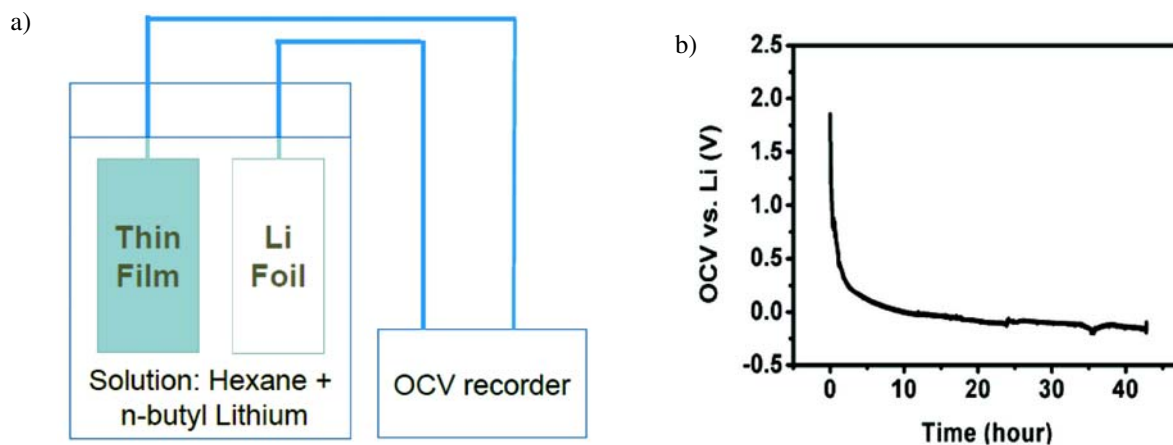 a)
Thin
Film
Li
Foil
Solution: Hexane +
n-butyl Lithium
OCV recorder
b)
OCV vs. Li (V)
2.5
2.0
1.5
1.0
0.5
0.0
-0.5
0 10 20 30 40
Time (hour)